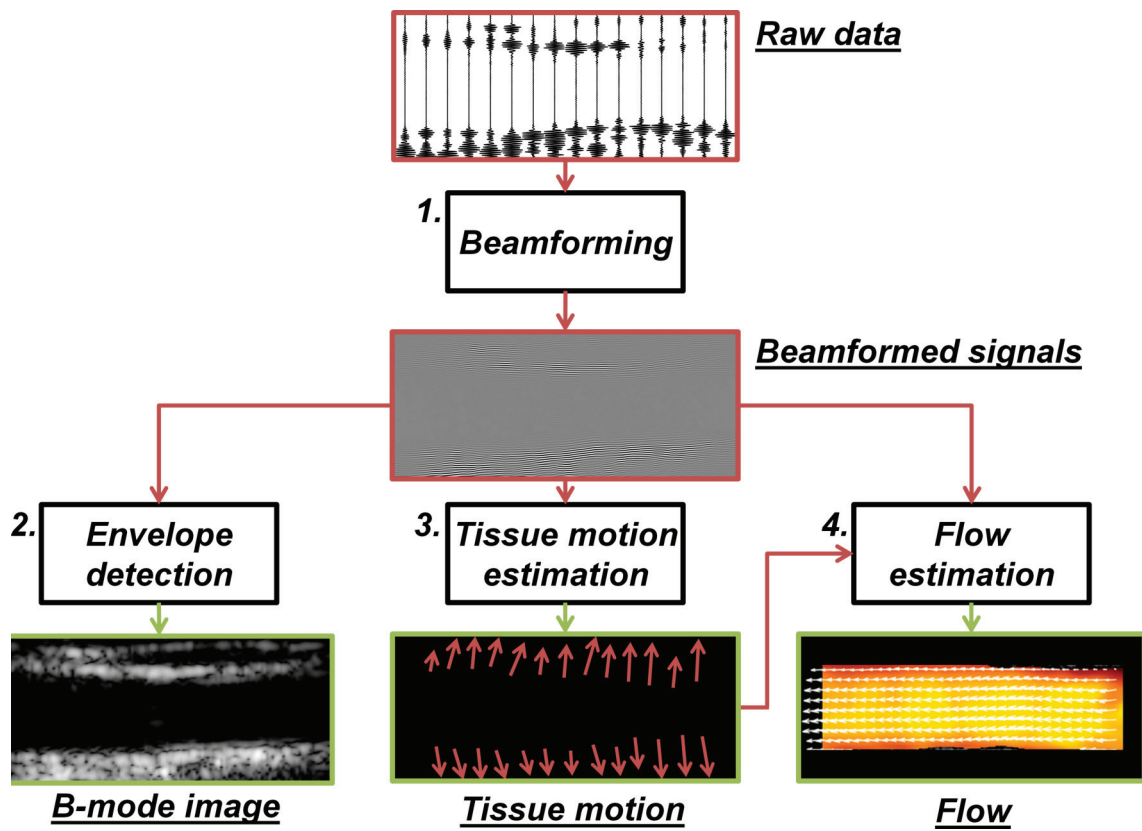 Raw data
1.
Beamforming
Beamformed signals
2.
Envelope
detection
3.
Tissue motion
estimation
4.
Flow
estimation
B-mode image
Tissue motion
Flow